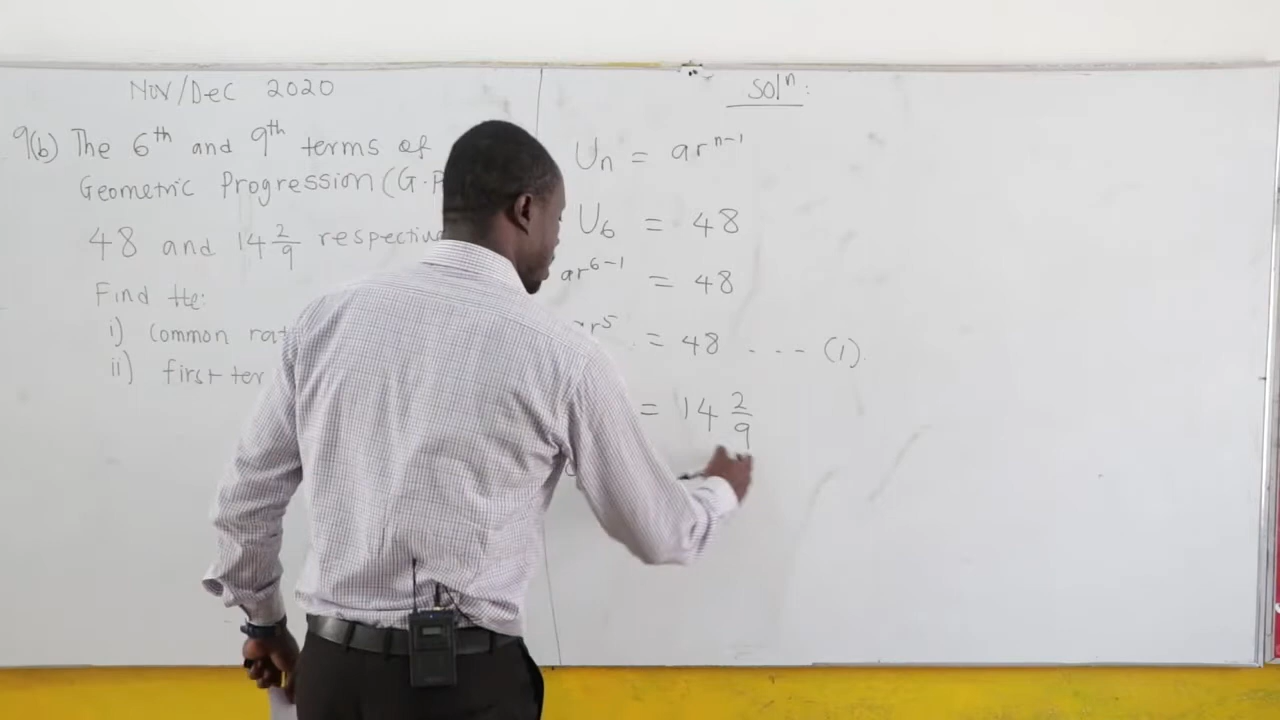 Nov/Dec 2020
9(b) The 6th and 9th terms of
Geometric Progression (G.P
48 and 14 2/9 respective
Find the:
i) common rat
ii) first ter
Soln:
Un = ar^n-1
U6 = 48
ar^6-1 = 48
ar^5 = 48 - - - - (1).
= 14 2/9